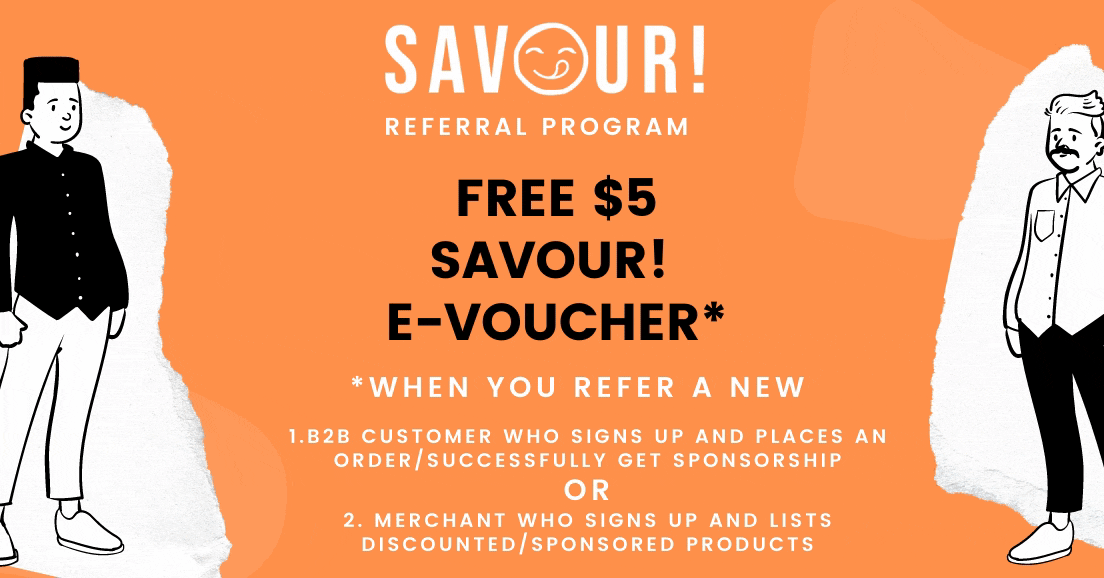 SAVOUR!
REFERRAL PROGRAM
FREE $5
SAVOUR!
E-VOUCHER*
*WHEN YOU REFER A NEW
1.B2B CUSTOMER WHO SIGNS UP AND PLACES AN
ORDER/SUCCESSFULLY GET SPONSORSHIP
OR
2. MERCHANT WHO SIGNS UP AND LISTS
DISCOUNTED/SPONSORED PRODUCTS